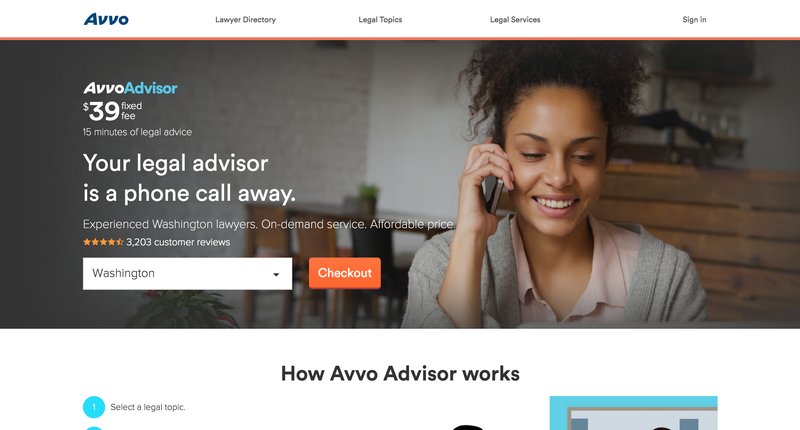 Avvo
Lawyer Directory
Legal Topics
Legal Services
Sign in
AvvoAdvisor
$39 fixed fee
15 minutes of legal advice
Your legal advisor
is a phone call away.
Experienced Washington lawyers. On-demand service. Affordable price.
3,203 customer reviews
Washington
Checkout
How Avvo Advisor works
1 Select a legal topic.